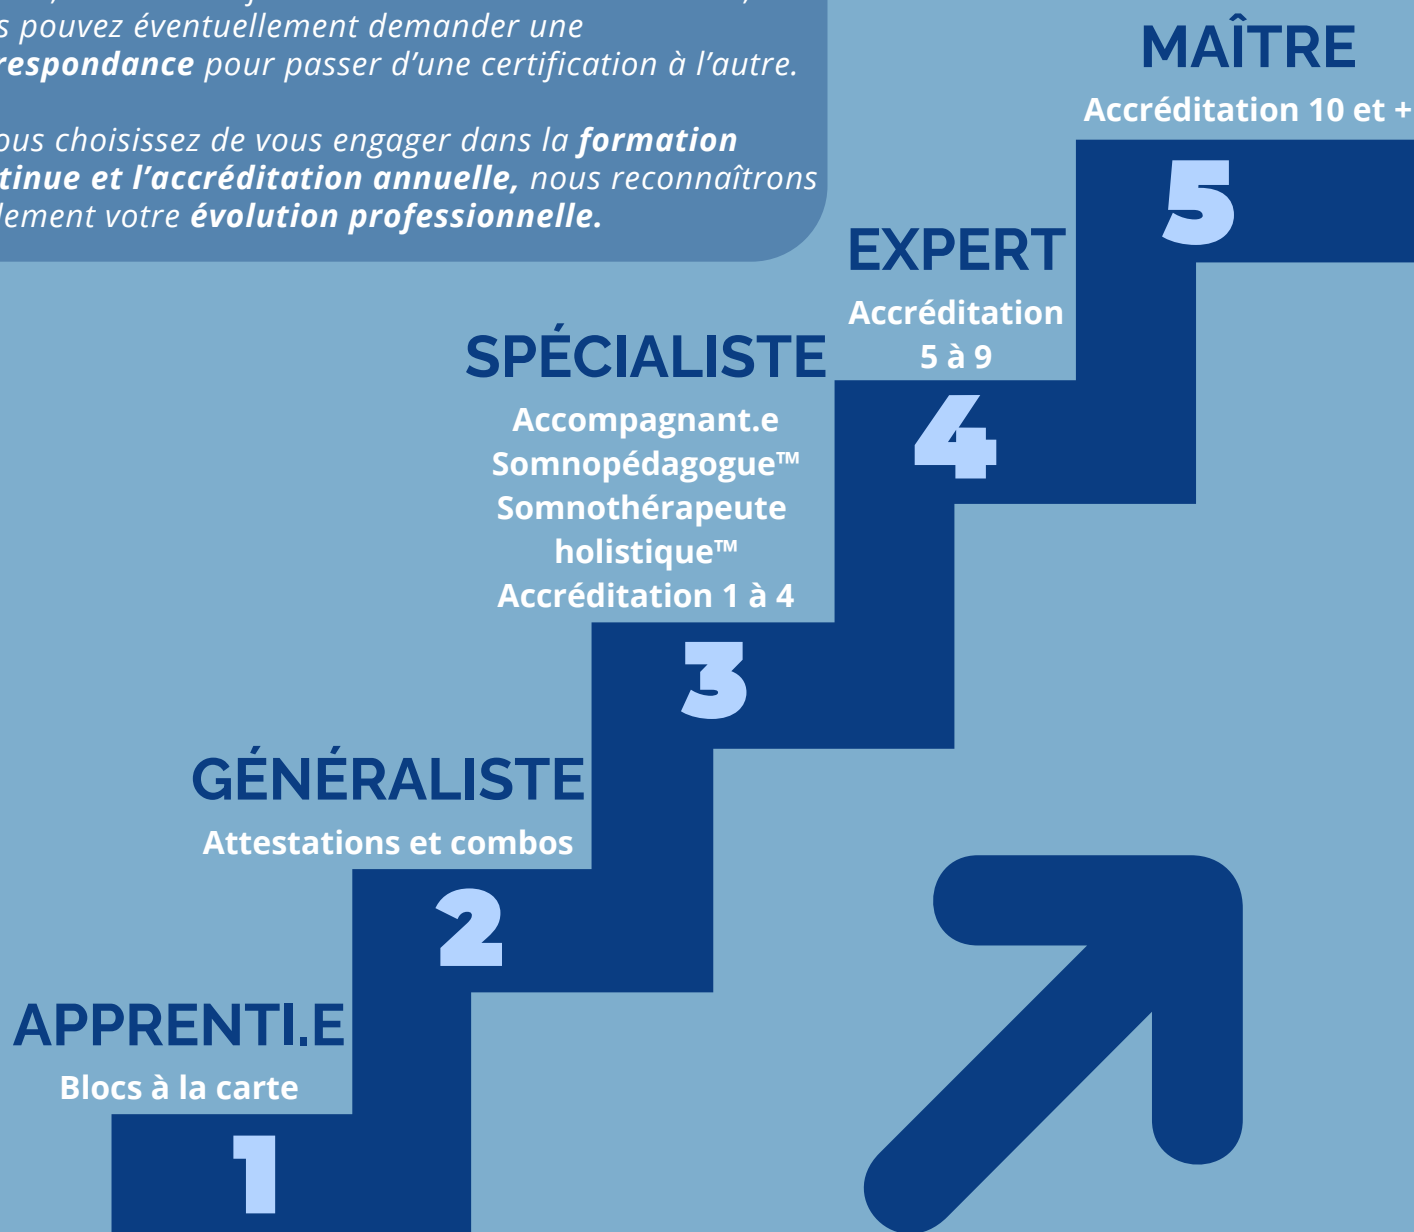 s pouvez éventuellement demander une
respondance pour passer d’une certification à l’autre.
ous choisissez de vous engager dans la formation
tinue et l’accréditation annuelle, nous reconnaîtrons
lement votre évolution professionnelle.
MAÎTRE
Accréditation 10 et +
5
EXPERT
Accréditation
5 à 9
4
SPÉCIALISTE
Accompagnant.e
Somnopédagogue™
Somnothérapeute
holistique™
Accréditation 1 à 4
3
GÉNÉRALISTE
Attestations et combos
2
APPRENTI.E
Blocs à la carte
1